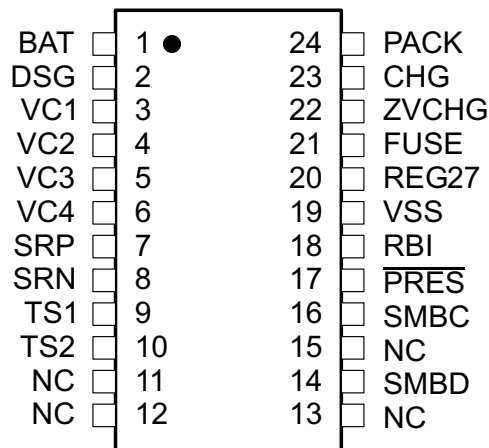 BAT 1 24 PACK
DSG 2 23 CHG
VC1 3 22 ZVCHG
VC2 4 21 FUSE
VC3 5 20 REG27
VC4 6 19 VSS
SRP 7 18 RBI
SRN 8 17 PRES
TS1 9 16 SMBC
TS2 10 15 NC
NC 11 14 SMBD
NC 12 13 NC